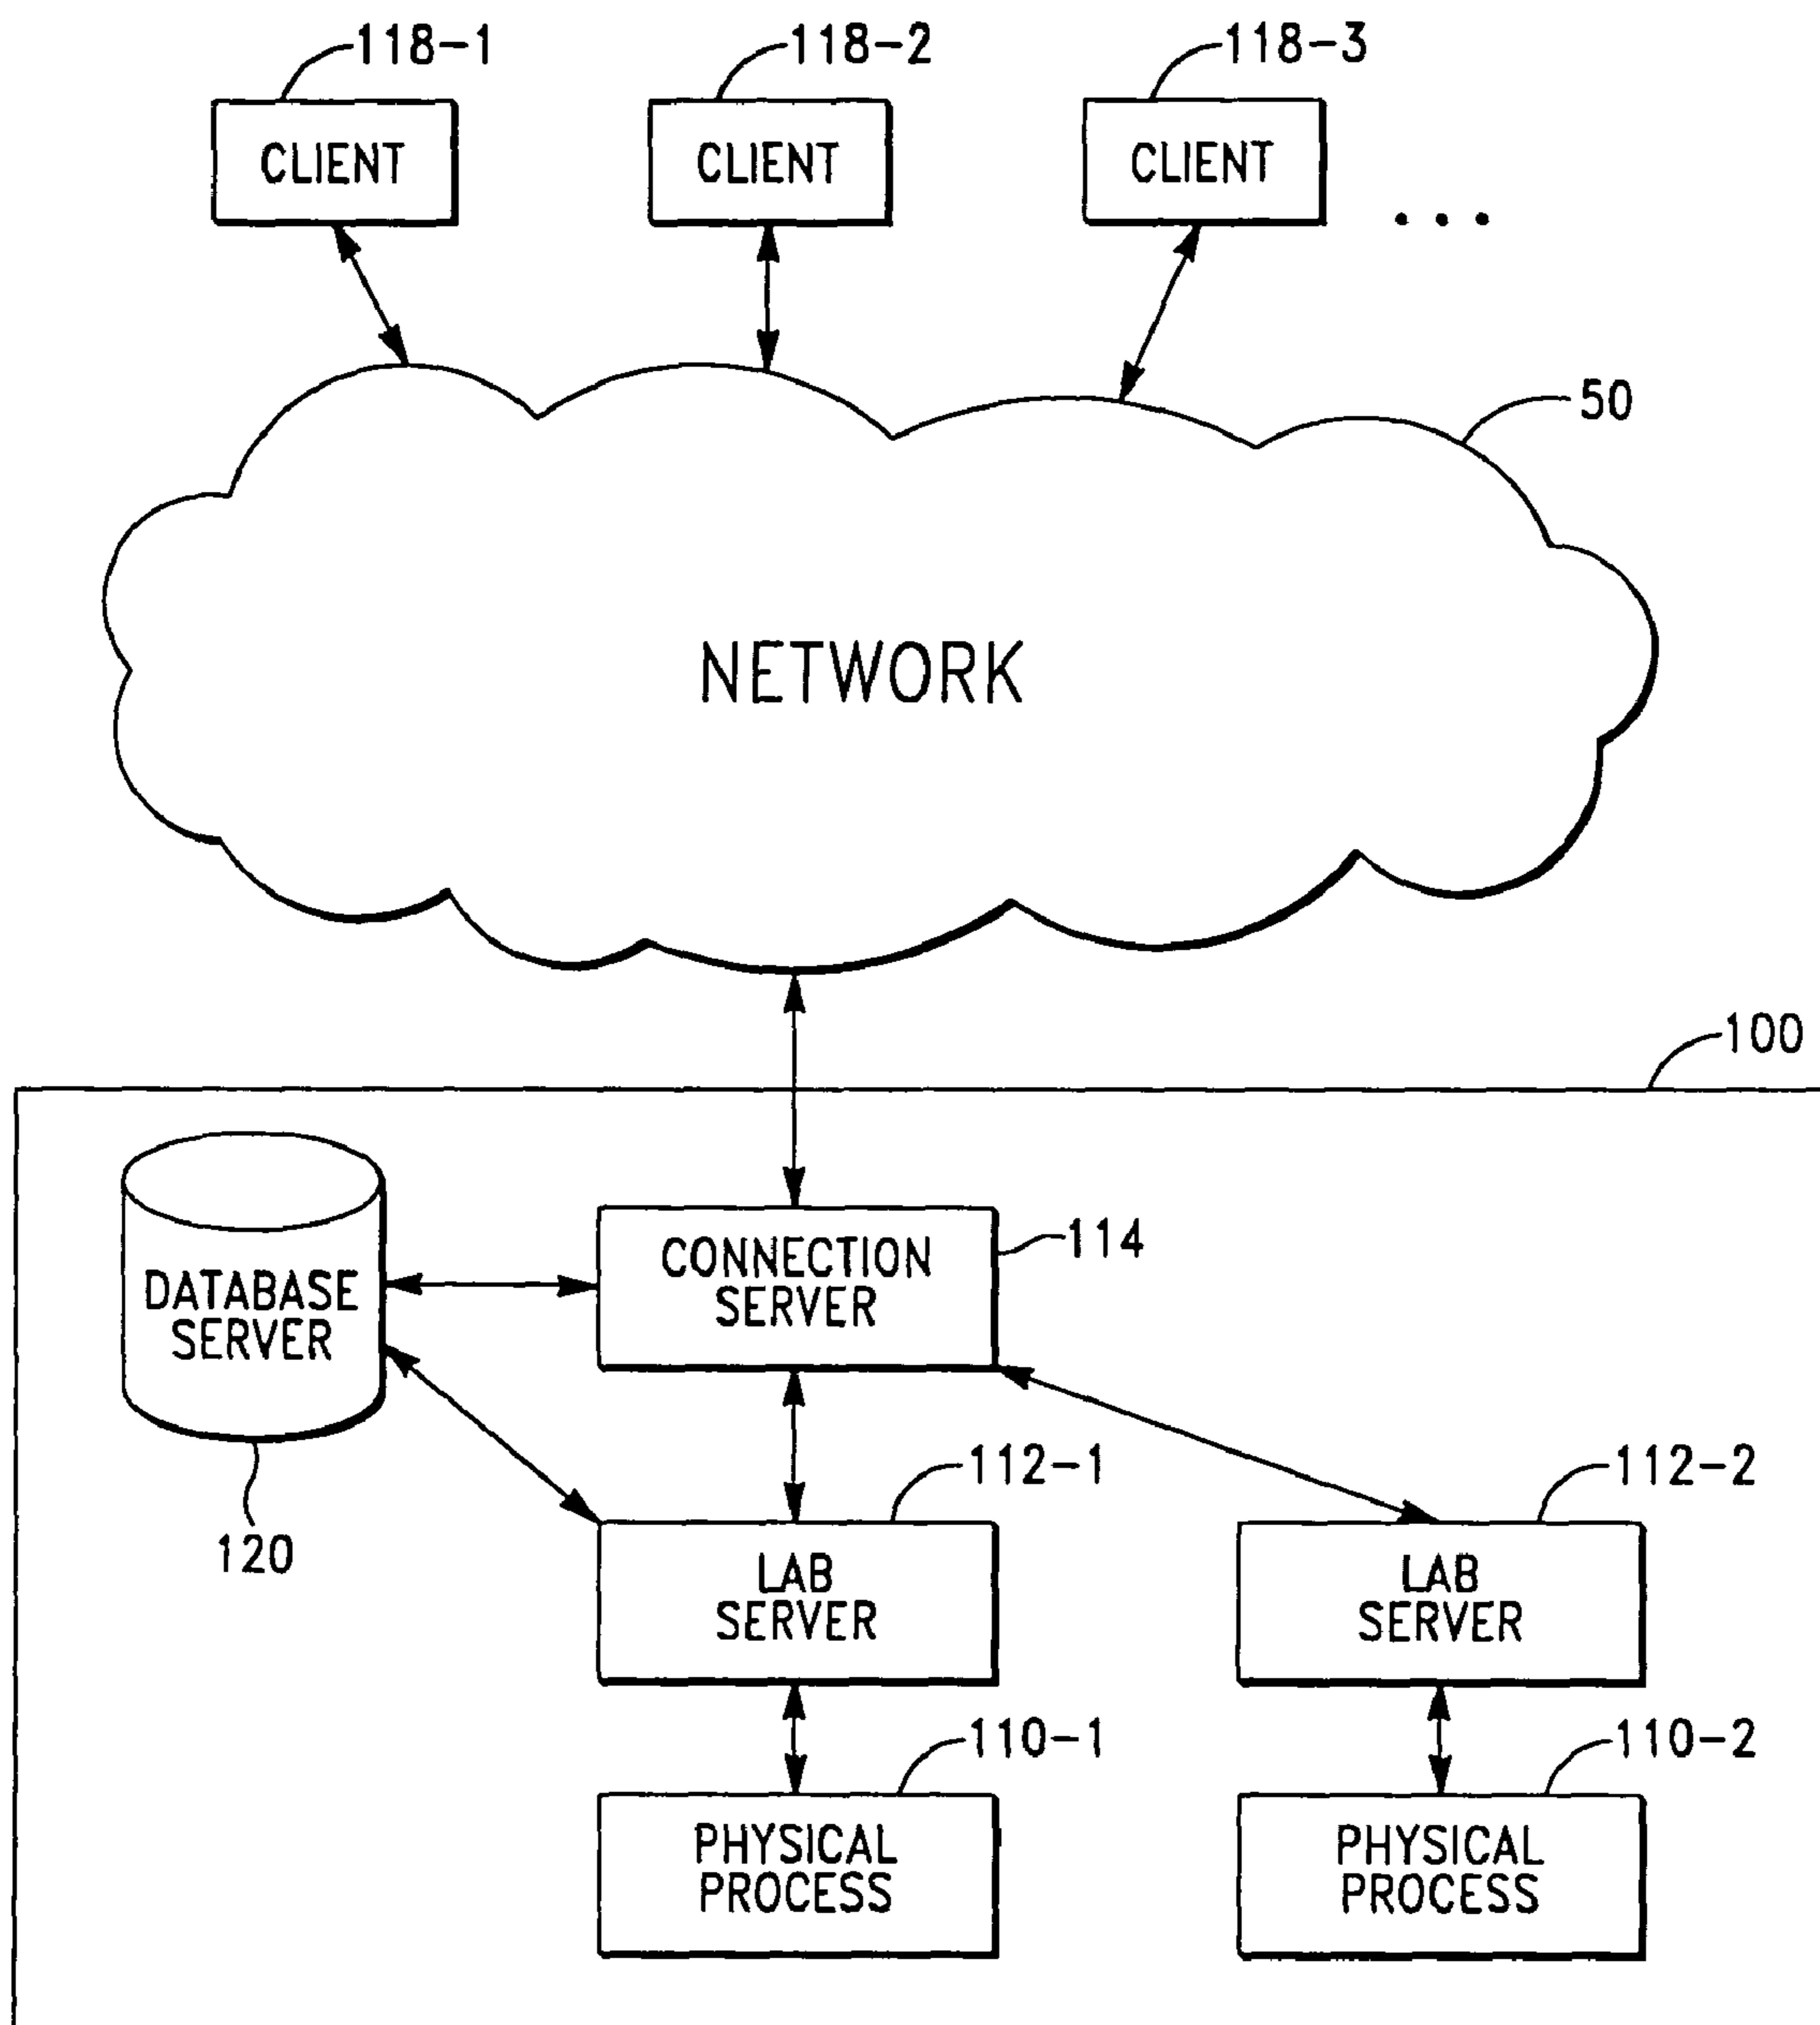 118-1
118-2
118-3
CLIENT
CLIENT
CLIENT
50
NETWORK
100
114
CONNECTION
SERVER
DATABASE
SERVER
120
112-1
112-2
LAB
SERVER
LAB
SERVER
110-1
110-2
PHYSICAL
PROCESS
PHYSICAL
PROCESS